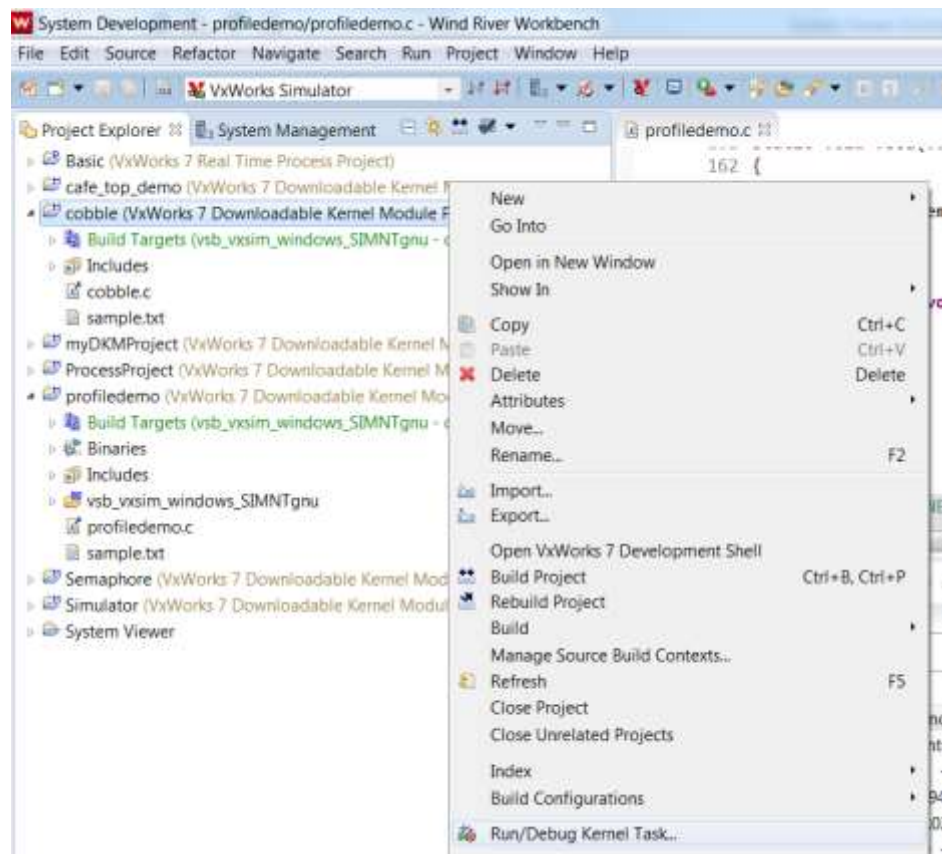 System Development - profiledemo/profiledemo.c - Wind River Workbench
File Edit Source Refactor Navigate Search Run Project Window Help
VxWorks Simulator
Project Explorer System Management
profiledemo.c
162 {
Basic (VxWorks 7 Real Time Process Project)
cafe_top_demo (VxWorks 7 Downloadable Kernel
cobble (VxWorks 7 Downloadable Kernel Module
Build Targets (vsb_vxsim_windows_SIMNTgnu -
Includes
cobble.c
sample.txt
myDKMProject (VxWorks 7 Downloadable Kernel
ProcessProject (VxWorks 7 Downloadable Kernel
profiledemo (VxWorks 7 Downloadable Kernel
Build Targets (vsb_vxsim_windows_SIMNTgnu -
Binaries
Includes
vsb_vxsim_windows_SIMNTgnu
profiledemo.c
sample.txt
Semaphore (VxWorks 7 Downloadable Kernel
Simulator (VxWorks 7 Downloadable Kernel
System Viewer
New
Go Into
Open in New Window
Show In
Copy Ctrl+C
Paste Ctrl+V
Delete Delete
Attributes
Move...
Rename... F2
Import...
Export...
Open VxWorks 7 Development Shell
Build Project Ctrl+B, Ctrl+P
Rebuild Project
Build
Manage Source Build Contexts...
Refresh F5
Close Project
Close Unrelated Projects
Index
Build Configurations
Run/Debug Kernel Task...